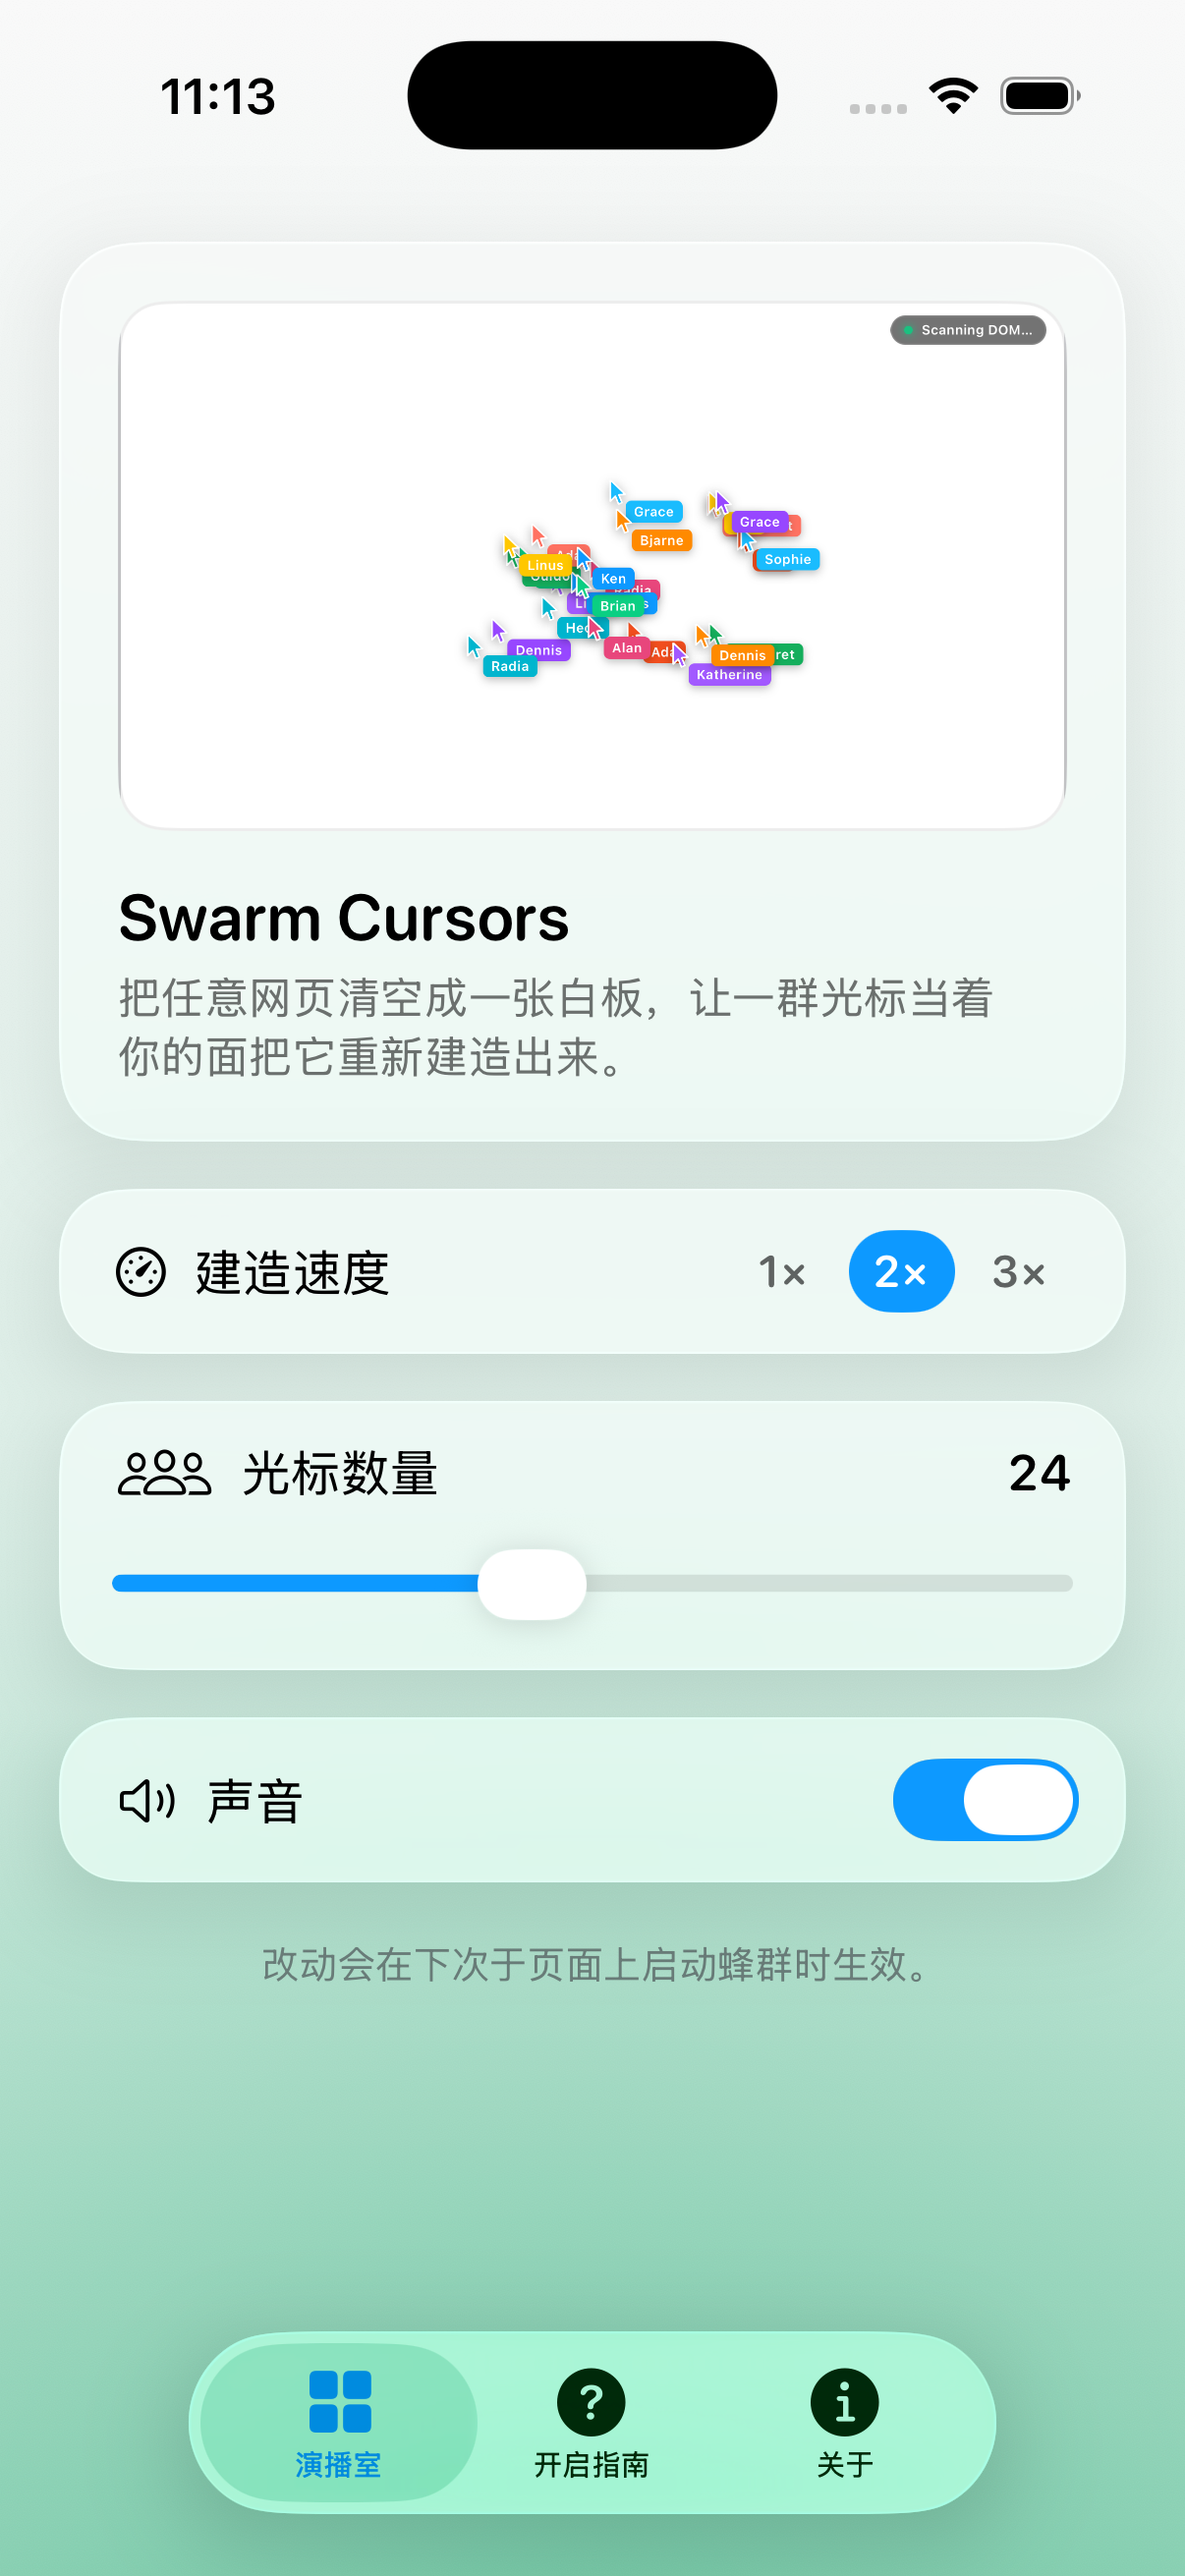 11:13
Scanning DOM...
Grace
Grace
Bjarne
Sophie
Linus
Ken
Brian
Alan
Dennis
Dennis
Radia
Katherine
Swarm Cursors
把任意网页清空成一张白板，让一群光标当着
你的面把它重新建造出来。
建造速度
1×
2×
3×
光标数量
24
声音
改动会在下次于页面上启动蜂群时生效。
演播室
开启指南
关于